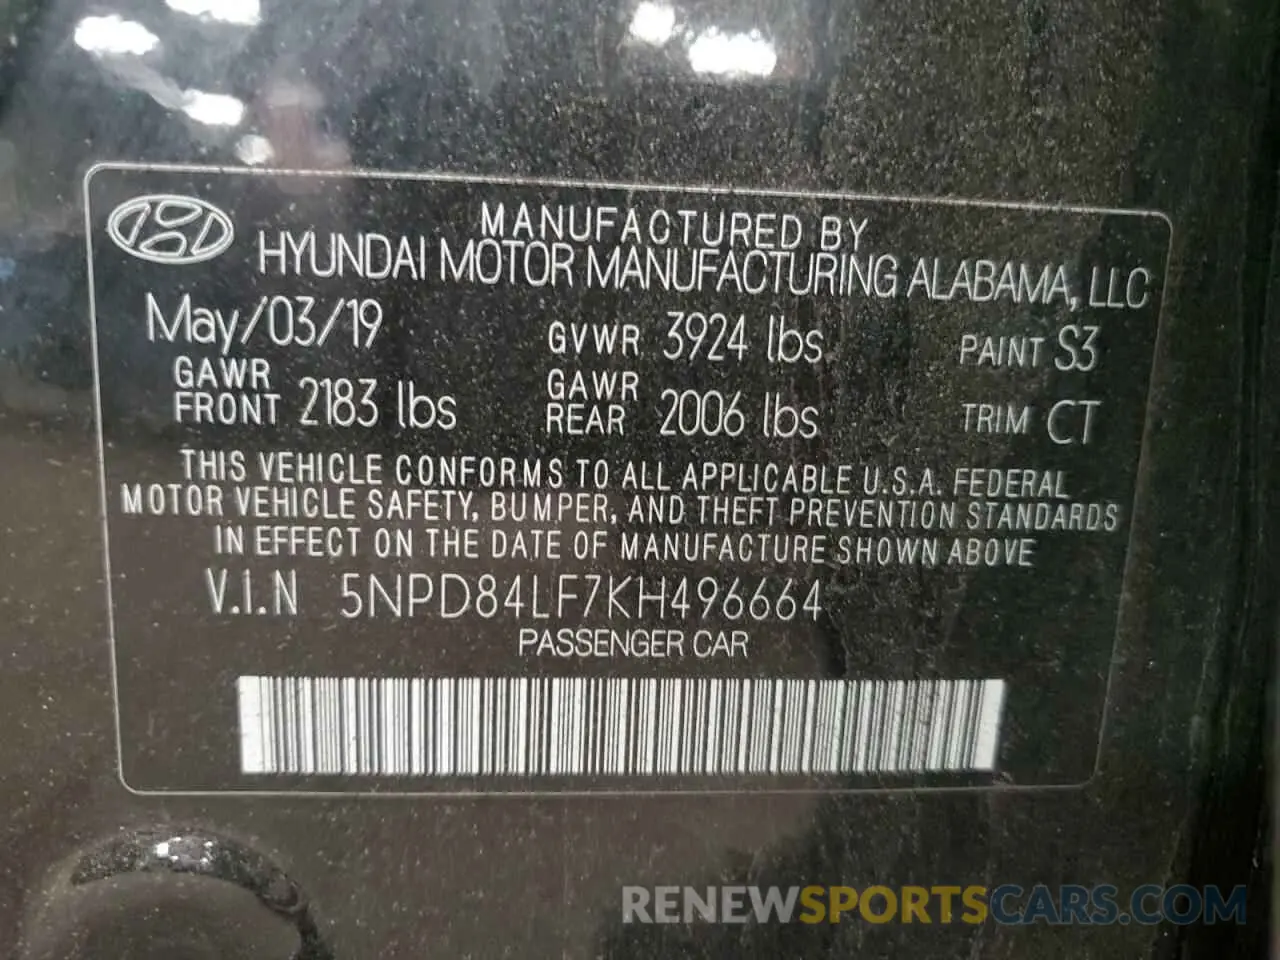 MANUFACTURED BY
HYUNDAI MOTOR MANUFACTURING ALABAMA, LLC
May/03/19 GVWR 3924 lbs PAINT S3
GAWR FRONT 2183 lbs GAWR REAR 2006 lbs TRIM CT
THIS VEHICLE CONFORMS TO ALL APPLICABLE U.S.A. FEDERAL
MOTOR VEHICLE SAFETY, BUMPER, AND THEFT PREVENTION STANDARDS
IN EFFECT ON THE DATE OF MANUFACTURE SHOWN ABOVE
V.I.N 5NPD84LF7KH496664
PASSENGER CAR
RENEWSPORTSCARS.COM